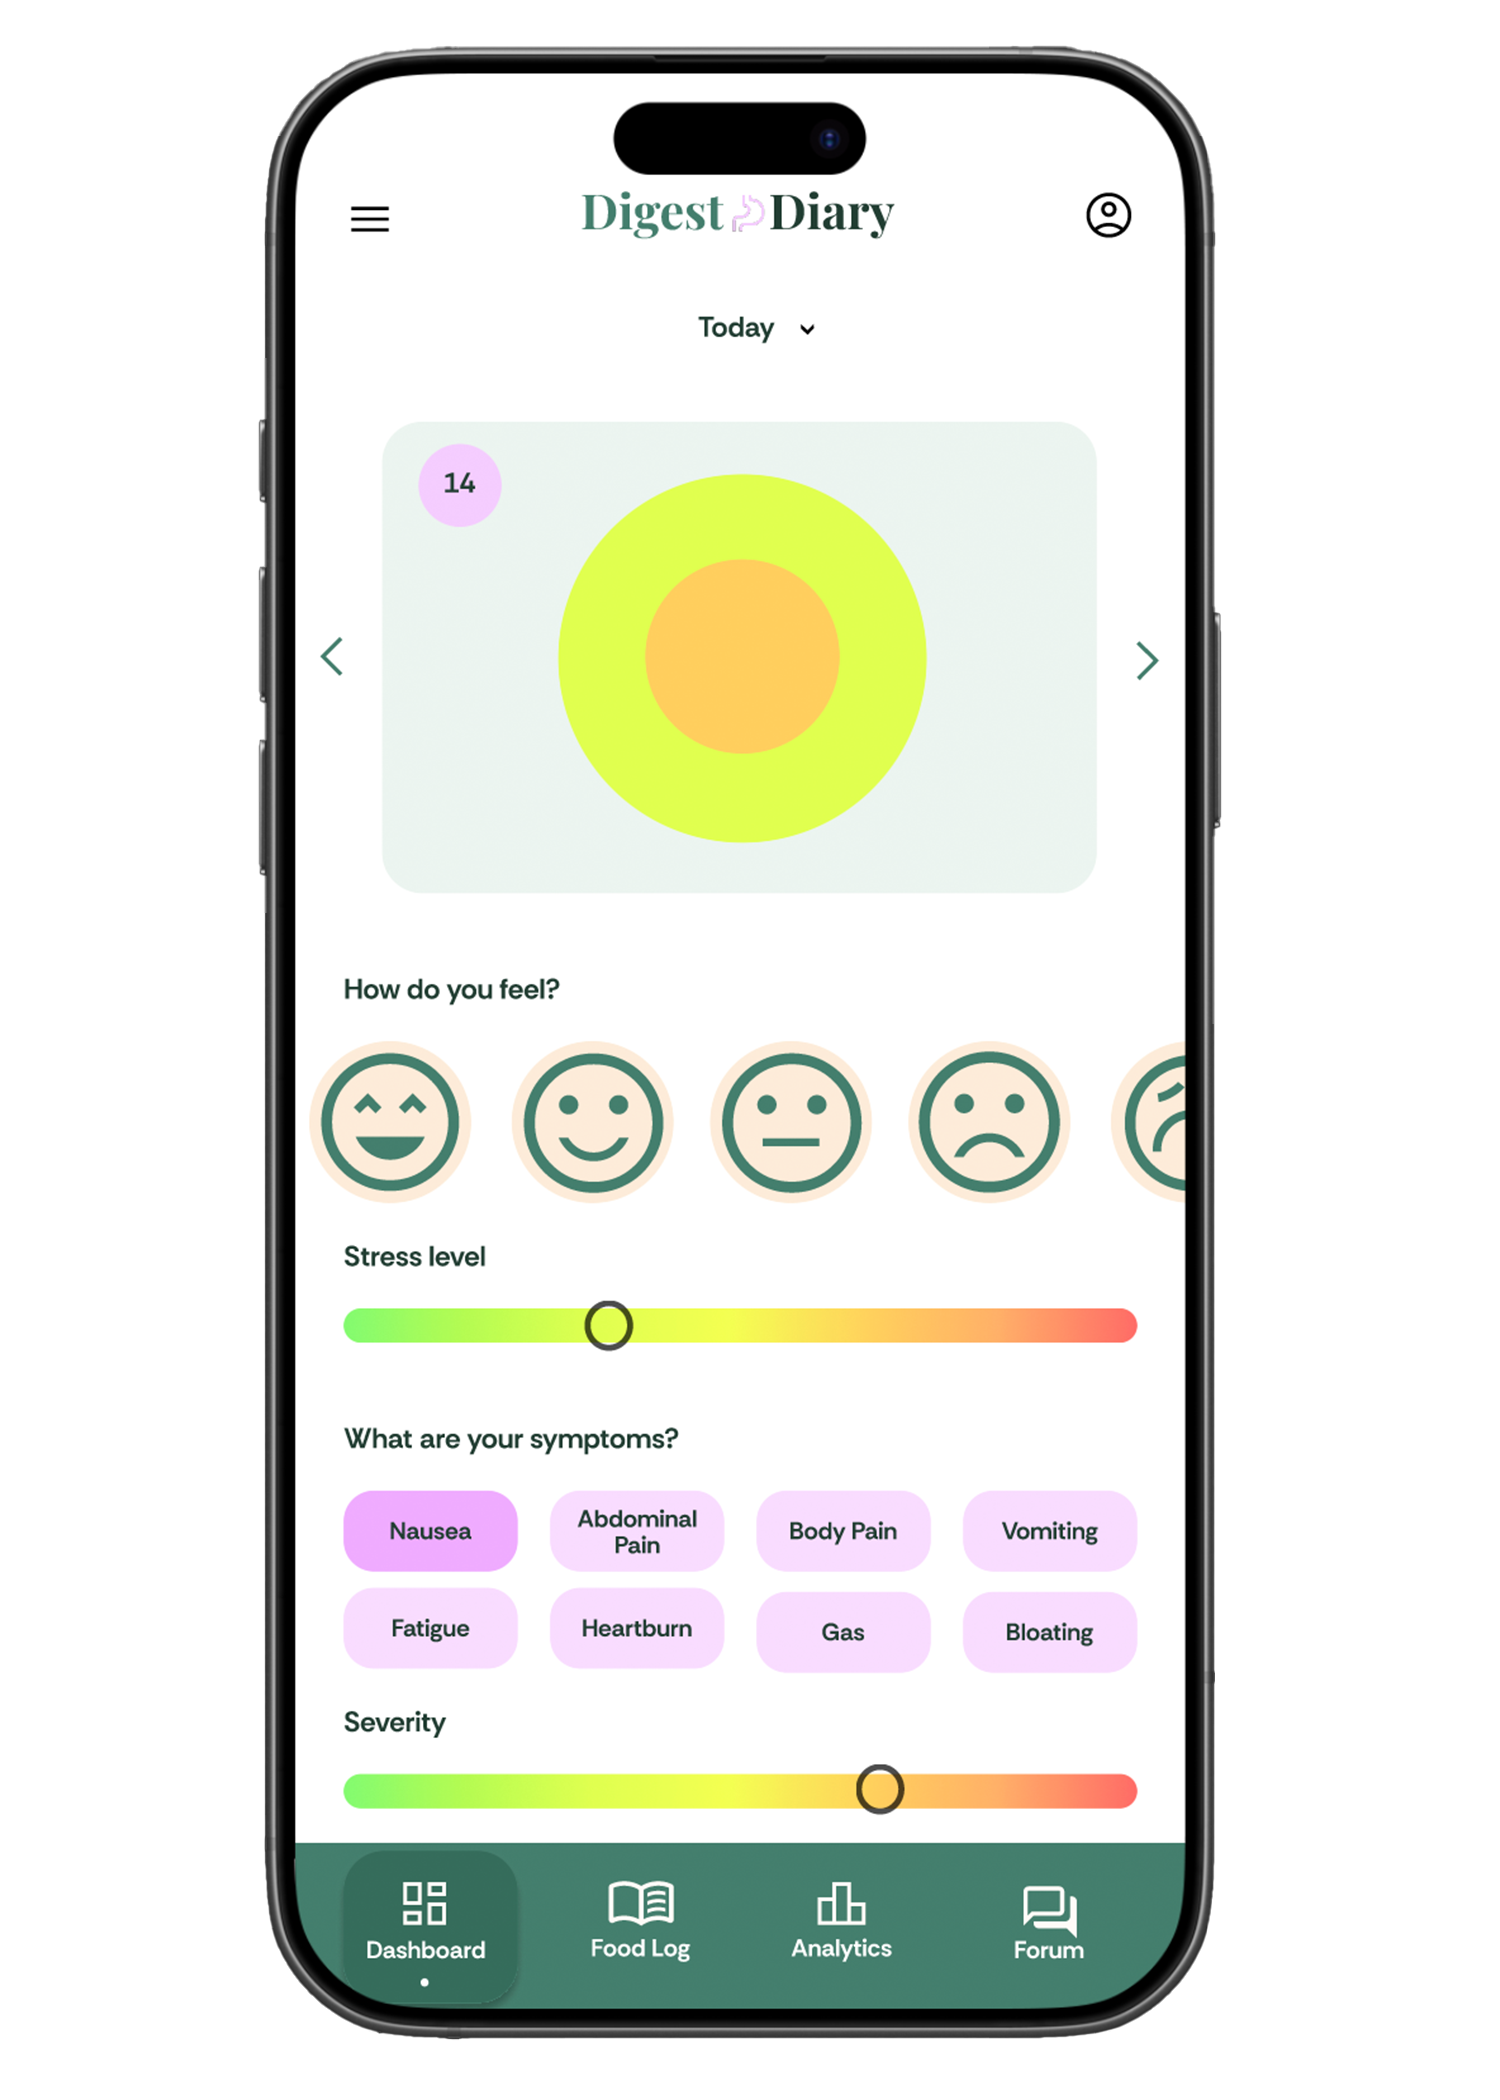 Digest Diary
Today
14
How do you feel?
Stress level
What are your symptoms?
Nausea
Abdominal
Pain
Body Pain
Vomiting
Fatigue
Heartburn
Gas
Bloating
Severity
Dashboard
Food Log
Analytics
Forum